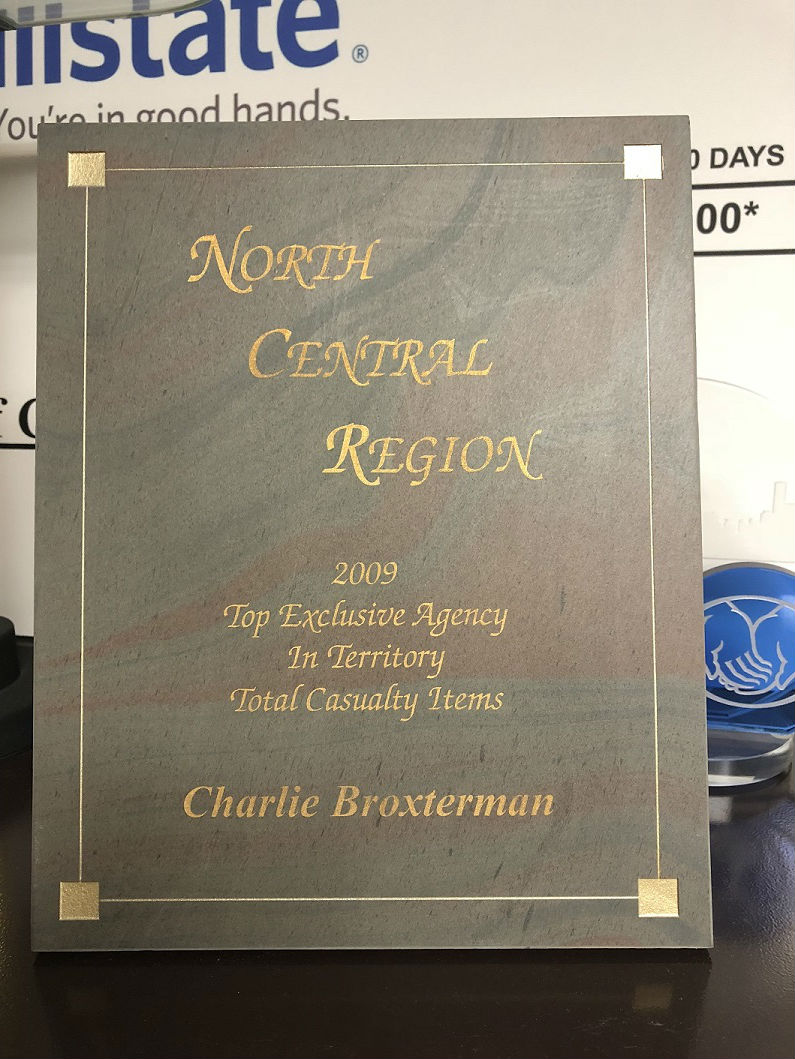 llstate®
You're in good hands.
0 DAYS
00*
NORTH
CENTRAL
REGION
2009
Top Exclusive Agency
In Territory
Total Casualty Items
Charlie Broxterman